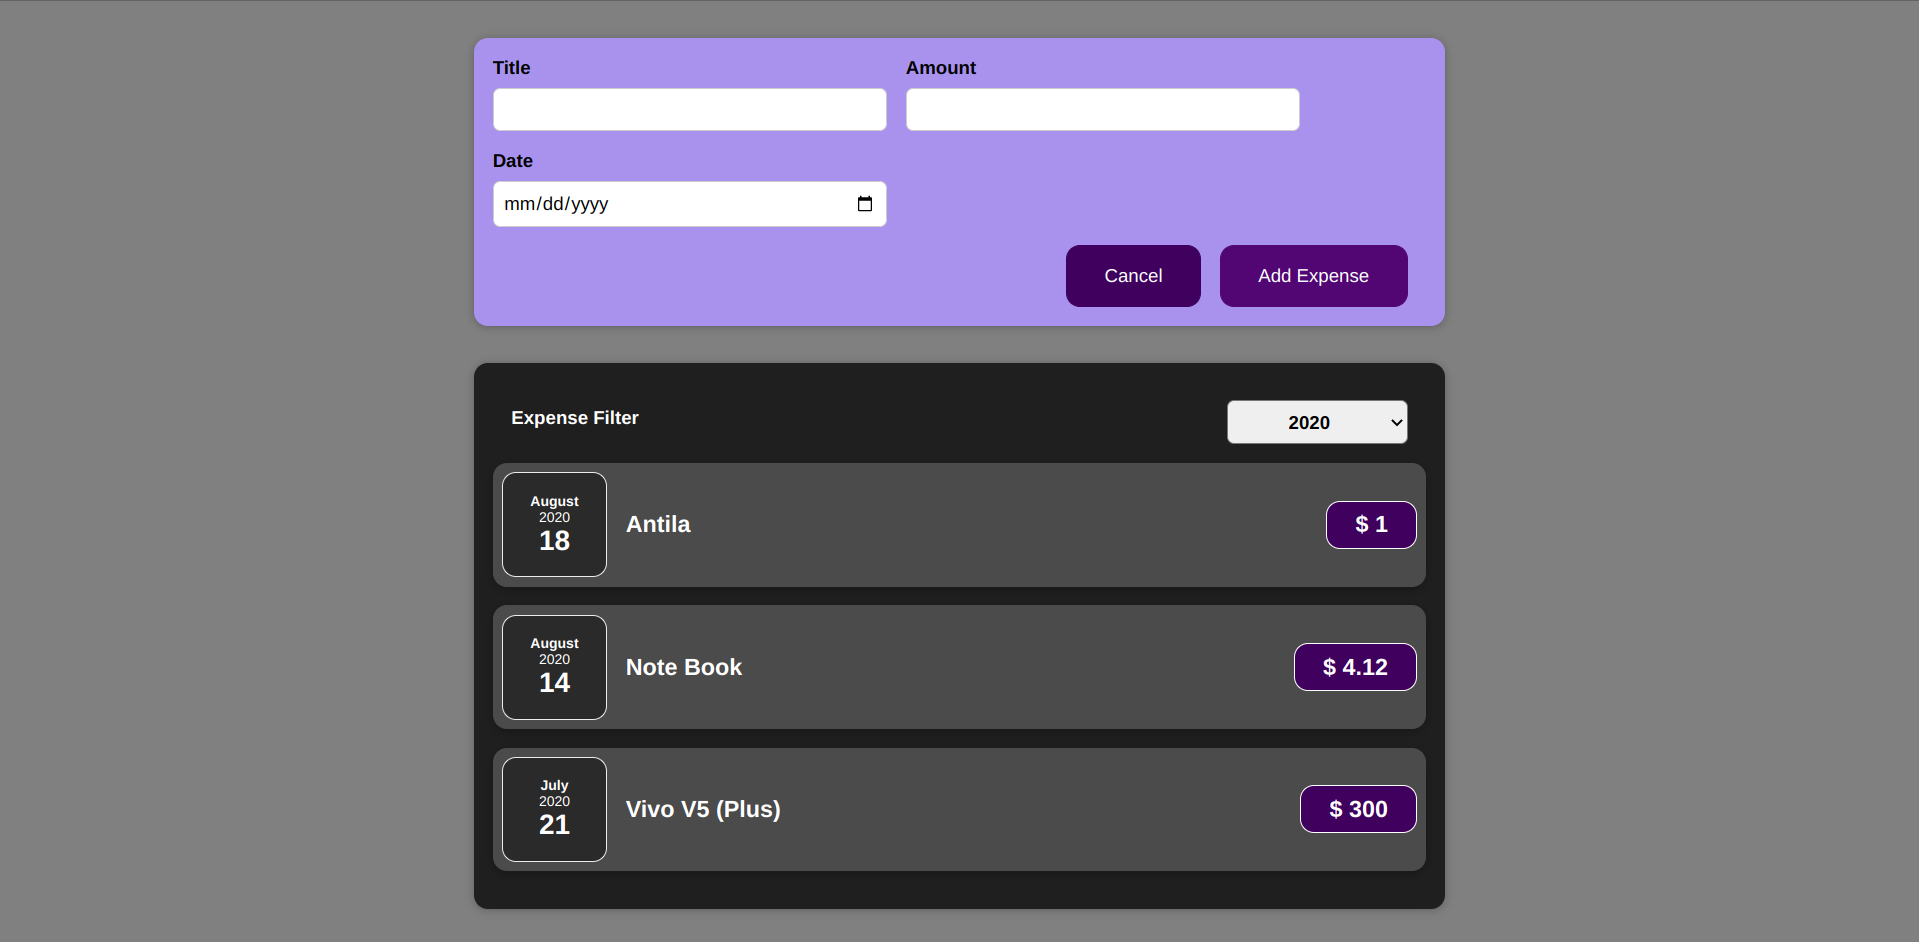 Title Amount
Date
mm/dd/yyyy
Cancel Add Expense
Expense Filter 2020
August
2020
18
Antila $ 1
August
2020
14
Note Book $ 4.12
July
2020
21
Vivo V5 (Plus) $ 300